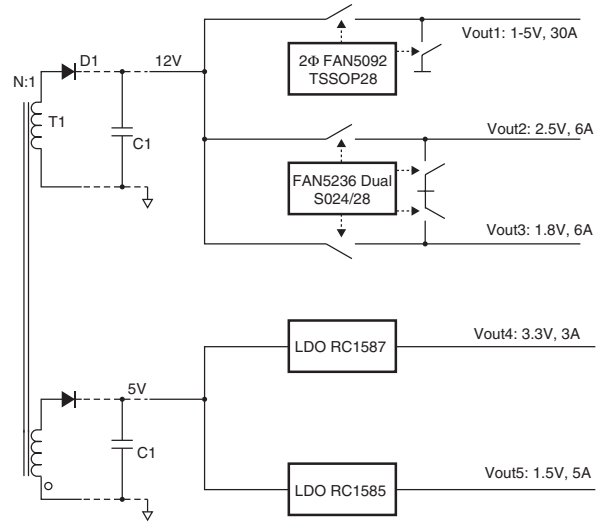 Vout1: 1-5V, 30A
D1
12V
2Φ FAN5092
TSSOP28
N:1
T1
C1
Vout2: 2.5V, 6A
FAN5236 Dual
S024/28
Vout3: 1.8V, 6A
Vout4: 3.3V, 3A
LDO RC1587
5V
C1
Vout5: 1.5V, 5A
LDO RC1585